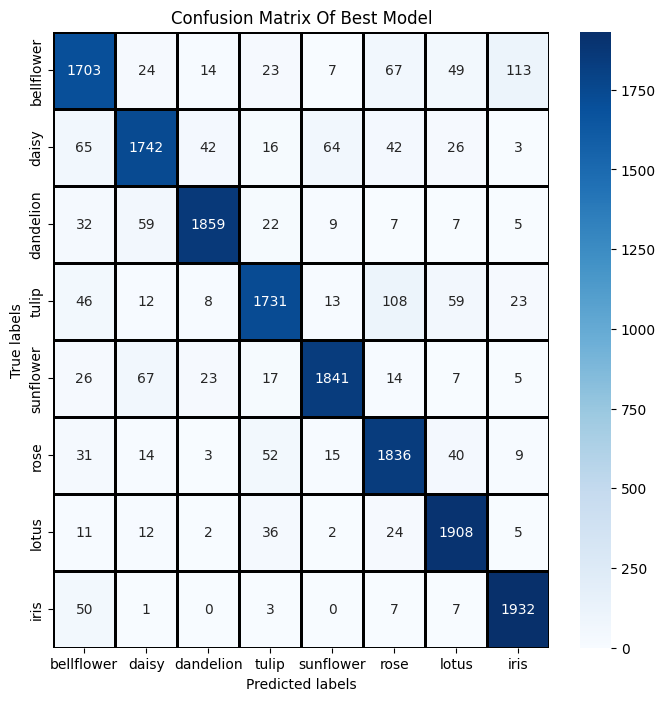 Confusion Matrix Of Best Model
bellflower 1703 24 14 23 7 67 49 113
daisy 65 1742 42 16 64 42 26 3
dandelion 32 59 1859 22 9 7 7 5
tulip 46 12 8 1731 13 108 59 23
sunflower 26 67 23 17 1841 14 7 5
rose 31 14 3 52 15 1836 40 9
lotus 11 12 2 36 2 24 1908 5
iris 50 1 0 3 0 7 7 1932
bellflower daisy dandelion tulip sunflower rose lotus iris
Predicted labels
True labels
1750
1500
1250
1000
750
500
250
0